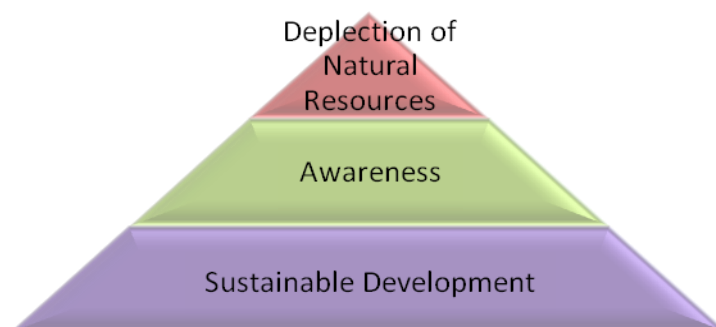 Deplection of
Natural
Resources
Awareness
Sustainable Development